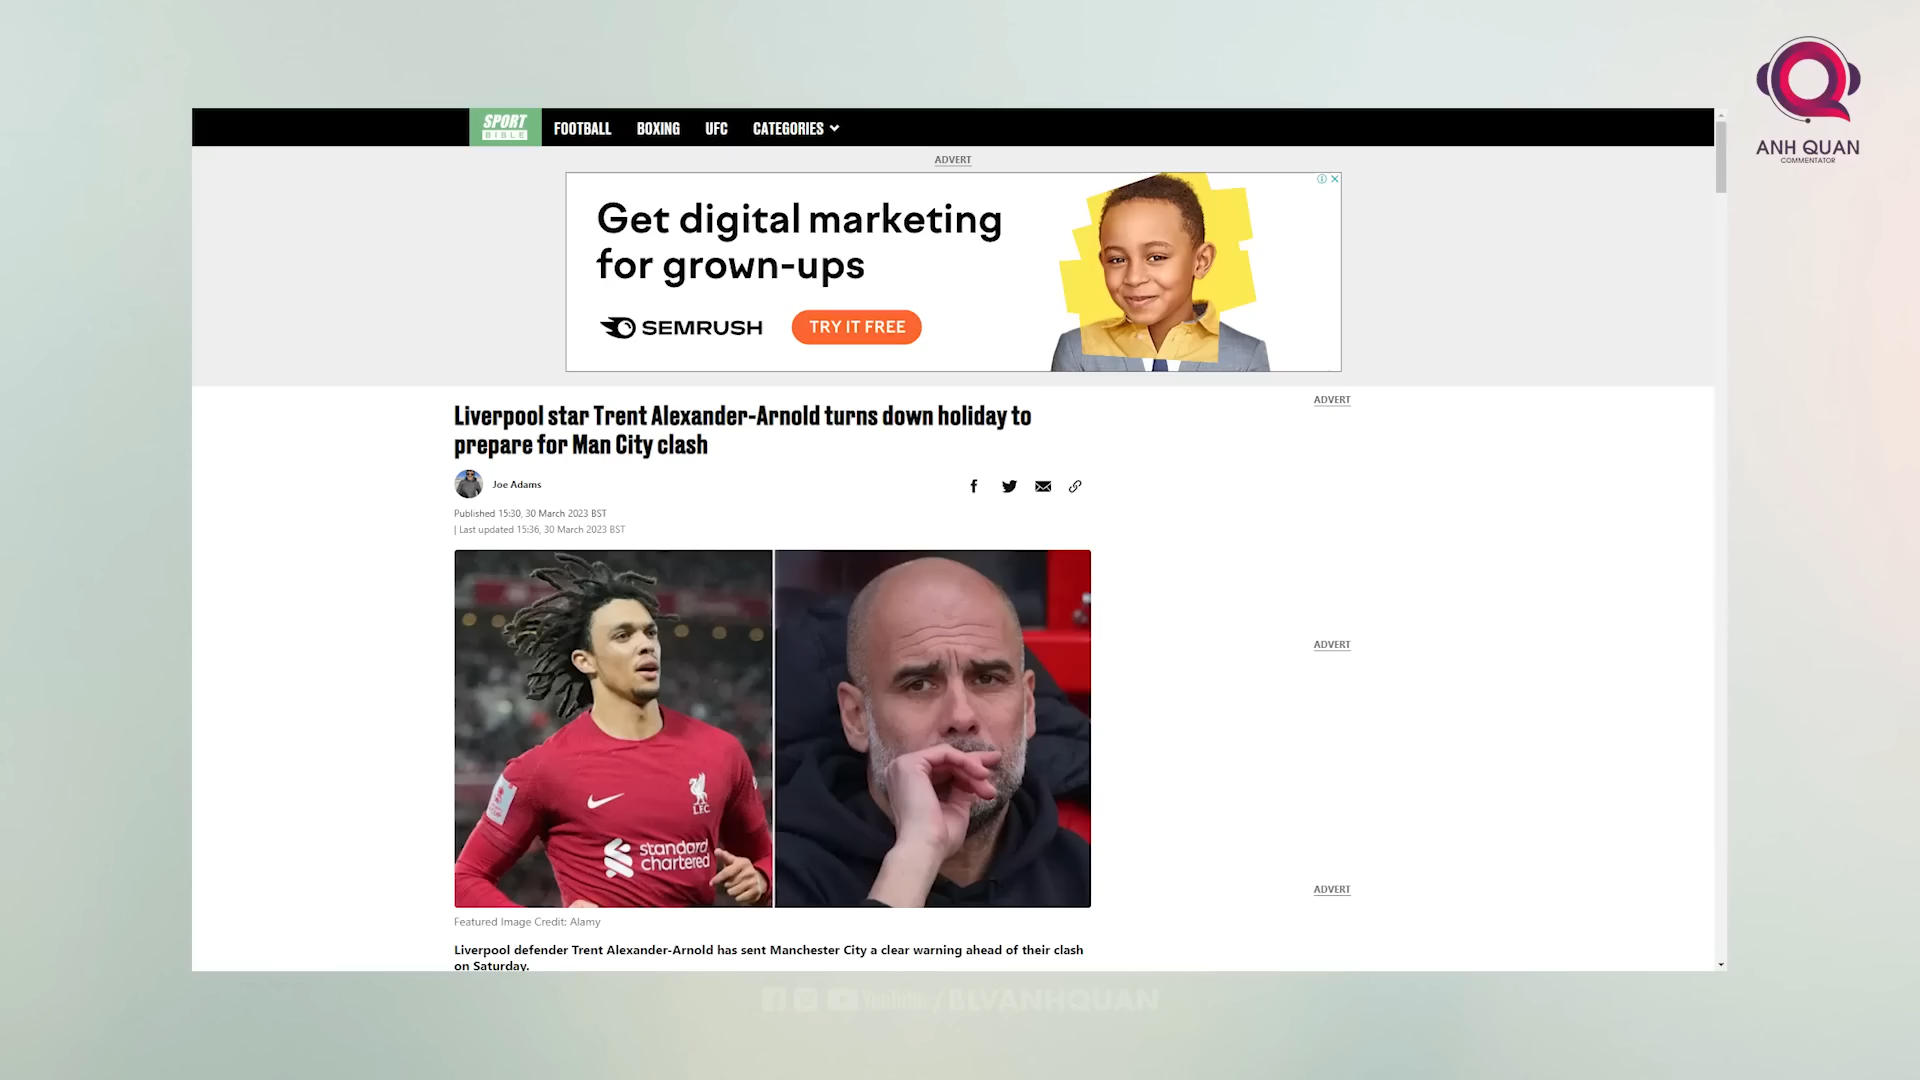 SPORT
BIBLE
FOOTBALL
BOXING
UFC
CATEGORIES
ANH QUAN
COMMENTATOR
ADVERT
Get digital marketing
for grown-ups
SEMRUSH
TRY IT FREE
Liverpool star Trent Alexander-Arnold turns down holiday to
prepare for Man City clash
ADVERT
Joe Adams
Published 15:30, 30 March 2023 BST
| Last updated 15:36, 30 March 2023 BST
L.F.C.
standard
chartered
ADVERT
ADVERT
Featured Image Credit: Alamy
Liverpool defender Trent Alexander-Arnold has sent Manchester City a clear warning ahead of their clash
on Saturday.
YouTube / BLVANHQUAN